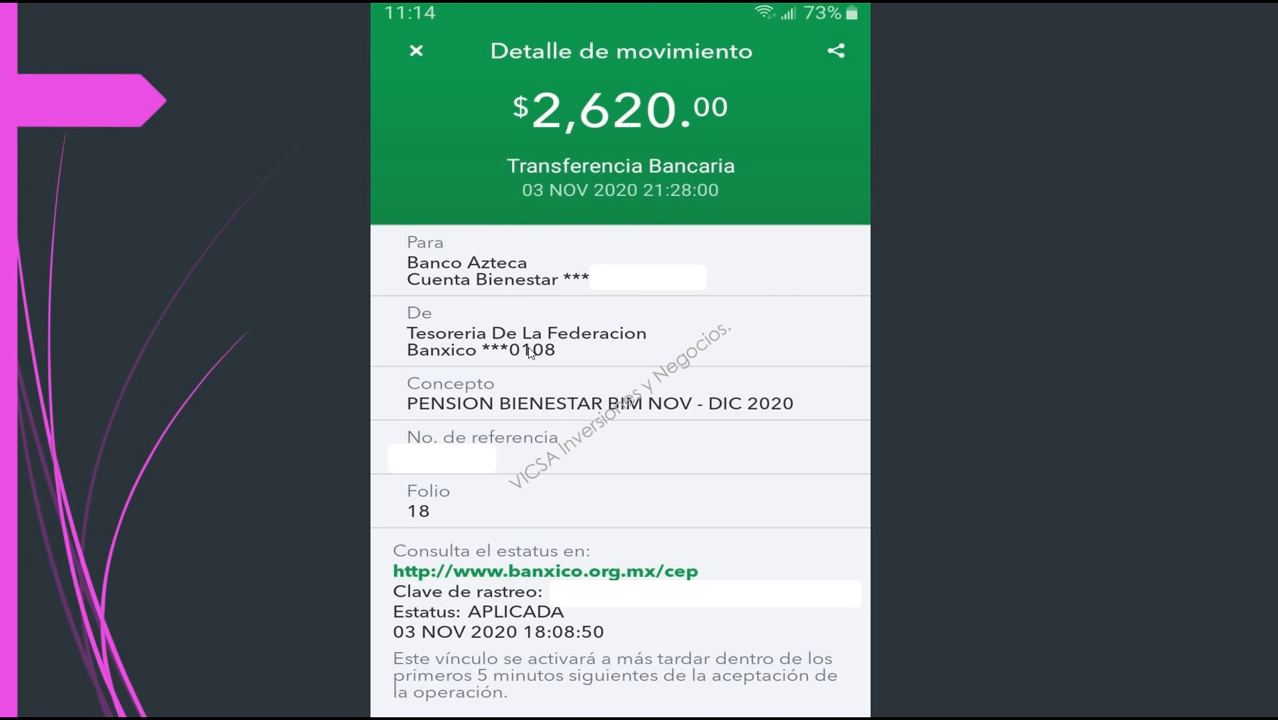 11:14
73%
Detalle de movimiento
$2,620.00
Transferencia Bancaria
03 NOV 2020 21:28:00
Para
Banco Azteca
Cuenta Bienestar ***
De
Tesoreria De La Federacion
Banxico ***0108
Concepto
PENSION BIENESTAR BIM NOV - DIC 2020
No. de referencia
VICSA Inversiones y Negocios.
Folio
18
Consulta el estatus en:
http://www.banxico.org.mx/cep
Clave de rastreo:
Estatus: APLICADA
03 NOV 2020 18:08:50
Este vínculo se activará a más tardar dentro de los
primeros 5 minutos siguientes de la aceptación de
la operación.